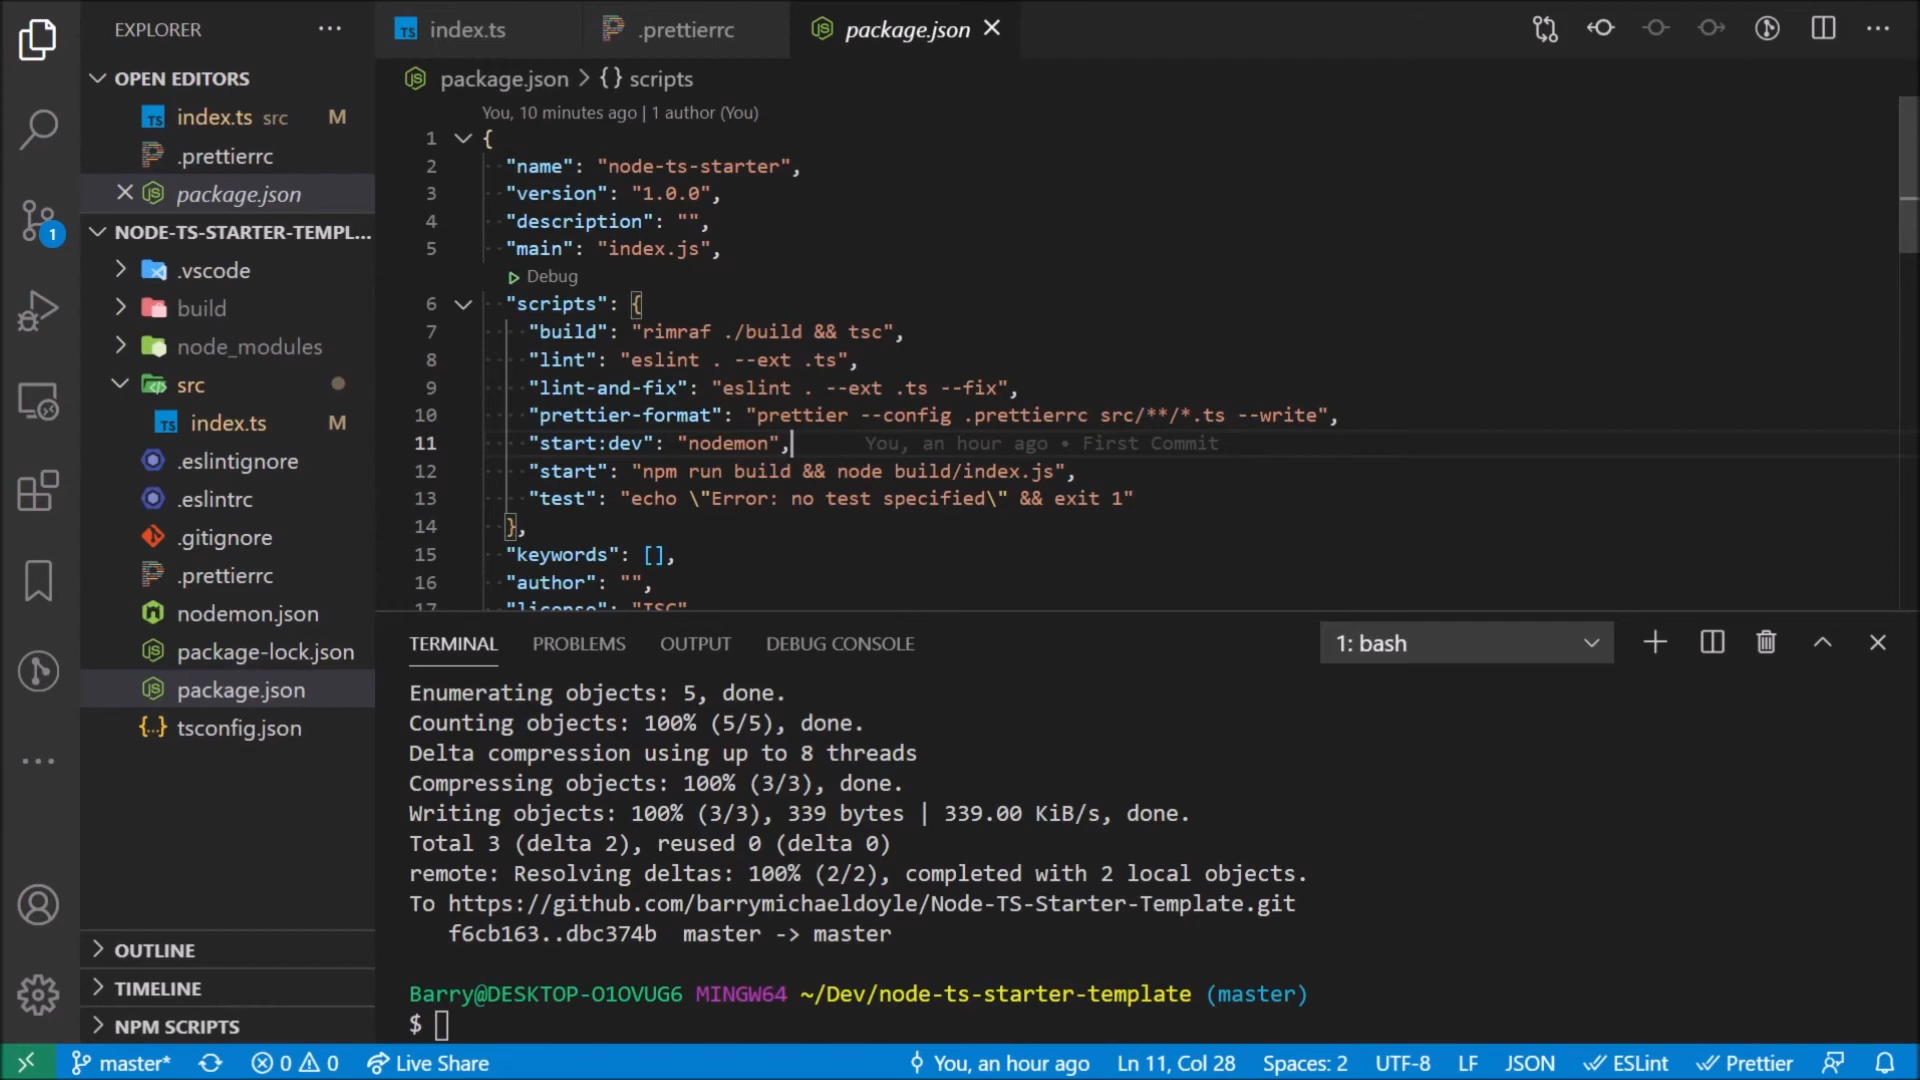 EXPLORER
OPEN EDITORS
TS index.ts src M
.prettierrc
package.json
NODE-TS-STARTER-TEMPL...
.vscode
build
node_modules
src
TS index.ts M
.eslintignore
.eslintrc
.gitignore
.prettierrc
nodemon.json
package-lock.json
package.json
tsconfig.json
OUTLINE
TIMELINE
NPM SCRIPTS
1
TS index.ts
.prettierrc
package.json
package.json > {} scripts
You, 10 minutes ago | 1 author (You)
1 {
2 "name": "node-ts-starter",
3 "version": "1.0.0",
4 "description": "",
5 "main": "index.js",
Debug
6 "scripts": {
7 "build": "rimraf ./build && tsc",
8 "lint": "eslint . --ext .ts",
9 "lint-and-fix": "eslint . --ext .ts --fix",
10 "prettier-format": "prettier --config .prettierrc src/**/*.ts --write",
11 "start:dev": "nodemon", You, an hour ago • First Commit
12 "start": "npm run build && node build/index.js",
13 "test": "echo \"Error: no test specified\" && exit 1"
14 },
15 "keywords": [],
16 "author": "",
17 "license": "ISC"
TERMINAL PROBLEMS OUTPUT DEBUG CONSOLE 1: bash
Enumerating objects: 5, done.
Counting objects: 100% (5/5), done.
Delta compression using up to 8 threads
Compressing objects: 100% (3/3), done.
Writing objects: 100% (3/3), 339 bytes | 339.00 KiB/s, done.
Total 3 (delta 2), reused 0 (delta 0)
remote: Resolving deltas: 100% (2/2), completed with 2 local objects.
To https://github.com/barrymichaeldoyle/Node-TS-Starter-Template.git
f6cb163..dbc374b master -> master
Barry@DESKTOP-O1OVUG6 MINGW64 ~/Dev/node-ts-starter-template (master)
$
master* 0 0 Live Share You, an hour ago Ln 11, Col 28 Spaces: 2 UTF-8 LF JSON ESLint Prettier